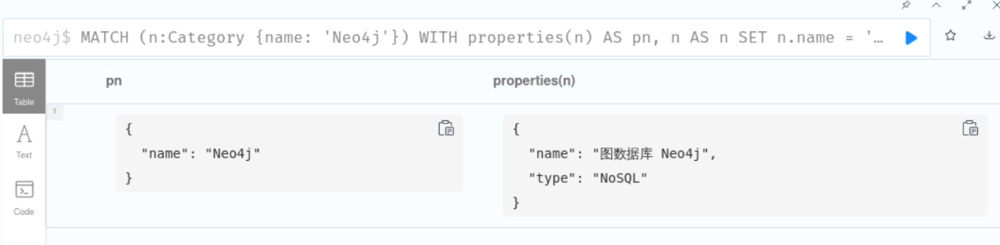 neo4j$ MATCH (n:Category {name: 'Neo4j'}) WITH properties(n) AS pn, n AS n SET n.name = '…
Table
Text
Code
pn
properties(n)
1
{
"name": "Neo4j"
}
{
"name": "图数据库 Neo4j",
"type": "NoSQL"
}